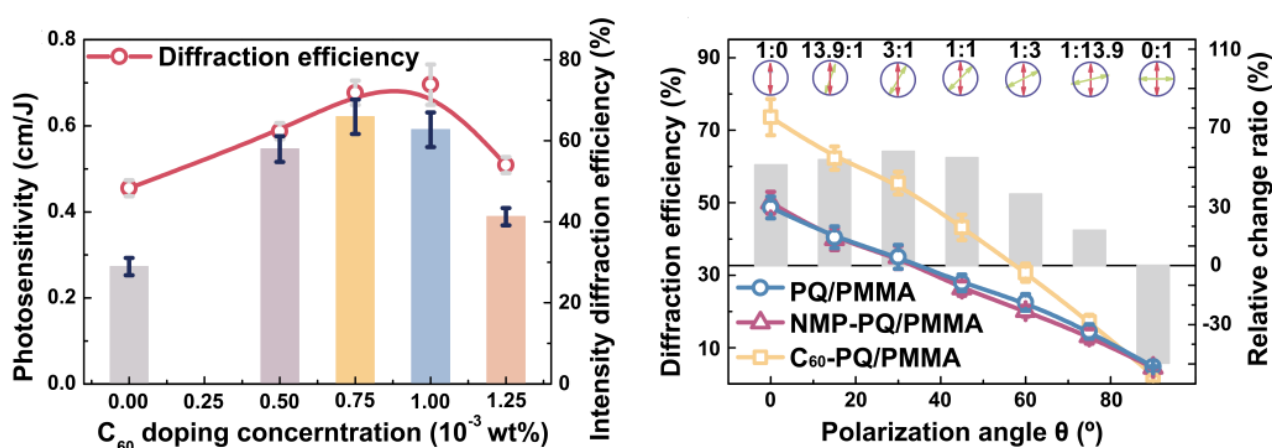 Photosensitivity (cm/J)
0.8
0.6
0.4
0.2
0.0
Diffraction efficiency
80
60
40
20
0
Intensity diffraction efficiency (%)
0.00 0.25 0.50 0.75 1.00 1.25
C60 doping concerntration (10-3 wt%)
Diffraction efficiency (%)
90
70
50
30
10
1:0 13.9:1 3:1 1:1 1:3 1:13.9 0:1
PQ/PMMA
NMP-PQ/PMMA
C60-PQ/PMMA
110
70
30
0
-30
Relative change ratio (%)
0 20 40 60 80
Polarization angle θ (º)